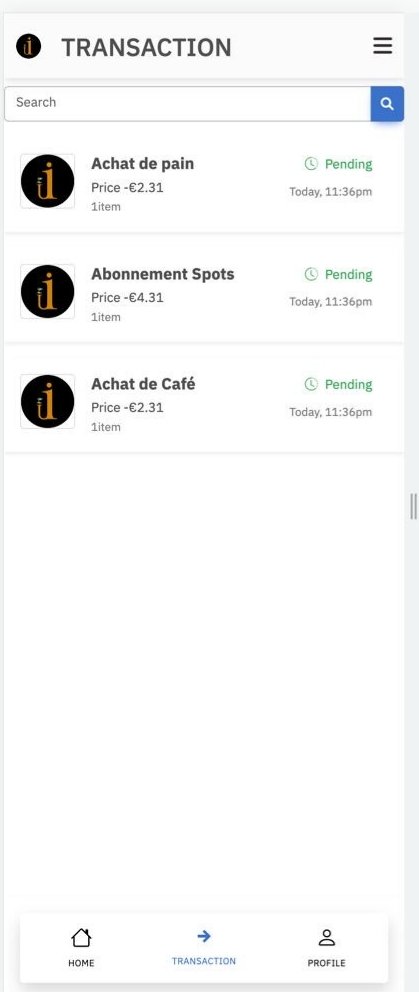 TRANSACTION
Search
Achat de pain
Pending
Price -€2.31
Today, 11:36pm
1item
Abonnement Spots
Pending
Price -€4.31
Today, 11:36pm
1item
Achat de Café
Pending
Price -€2.31
Today, 11:36pm
1item
HOME
TRANSACTION
PROFILE